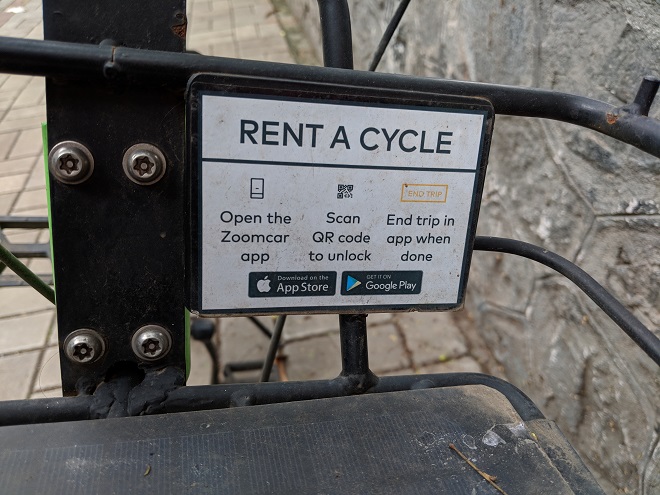 RENT A CYCLE
END TRIP
Open the
Zoomcar
app
Scan
QR code
to unlock
End trip in
app when
done
Download on the
App Store
GET IT ON
Google Play